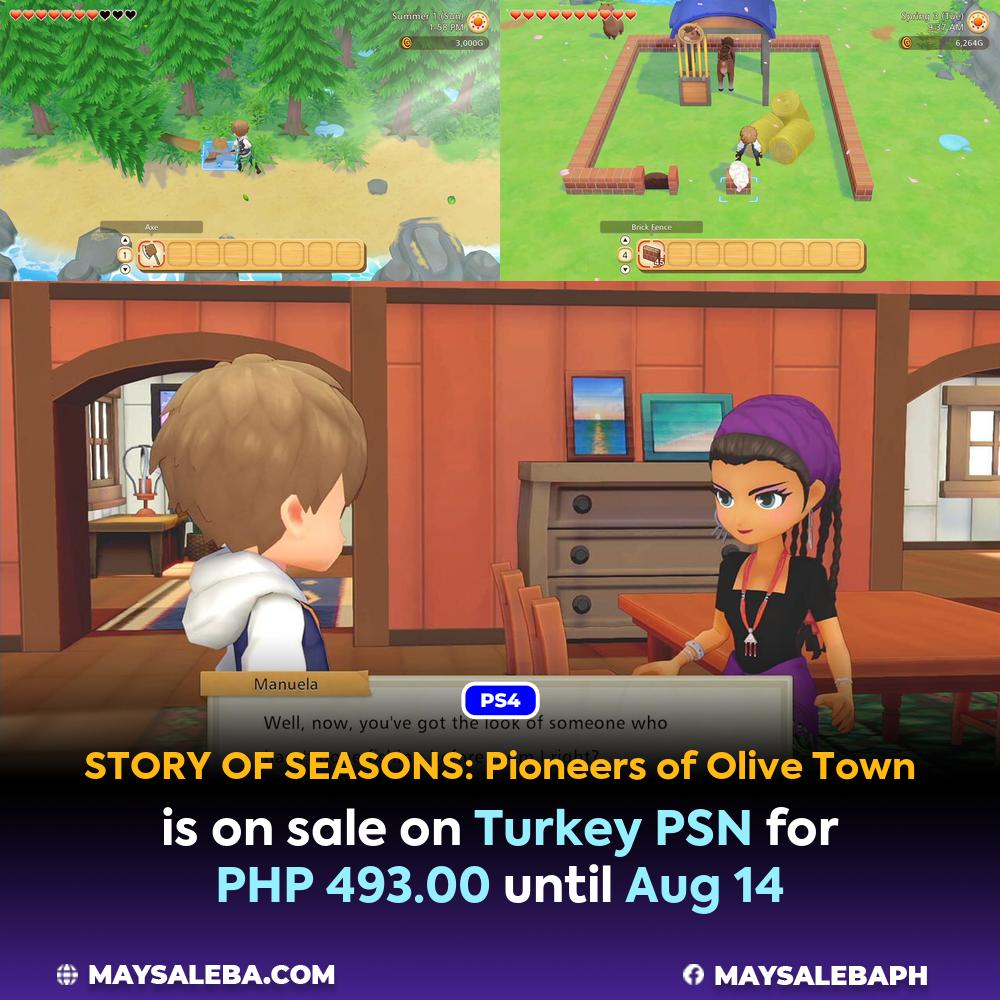 Summer 1 (Sun)
1:58 PM
3,000G
Axe
1
Spring 3 (Tue)
9:37 AM
6,264G
Brick Fence
4
45
Manuela
PS4
Well, now, you've got the look of someone who
STORY OF SEASONS: Pioneers of Olive Town
is on sale on Turkey PSN for
PHP 493.00 until Aug 14
MAYSALEBA.COM
MAYSALEBAPH